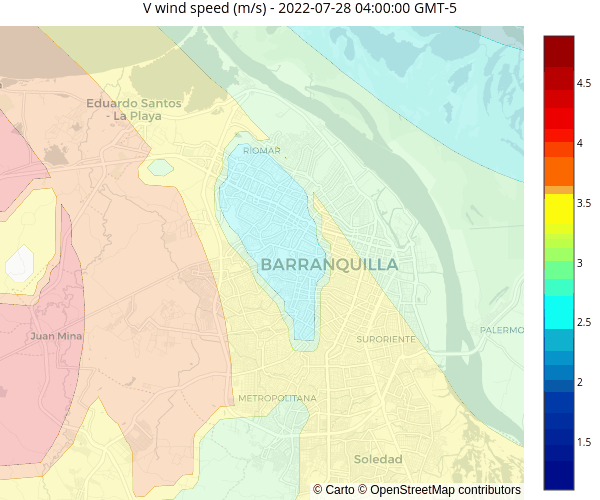 V wind speed (m/s) - 2022-07-28 04:00:00 GMT-5
4.5
Eduardo Santos
- La Playa
4
RIOMAR
3.5
3
BARRANQUILLA
2.5
PALERMO
Juan Mina
SURORIENTE
2
METROPOLITANA
1.5
Soledad
© Carto © OpenStreetMap contributors